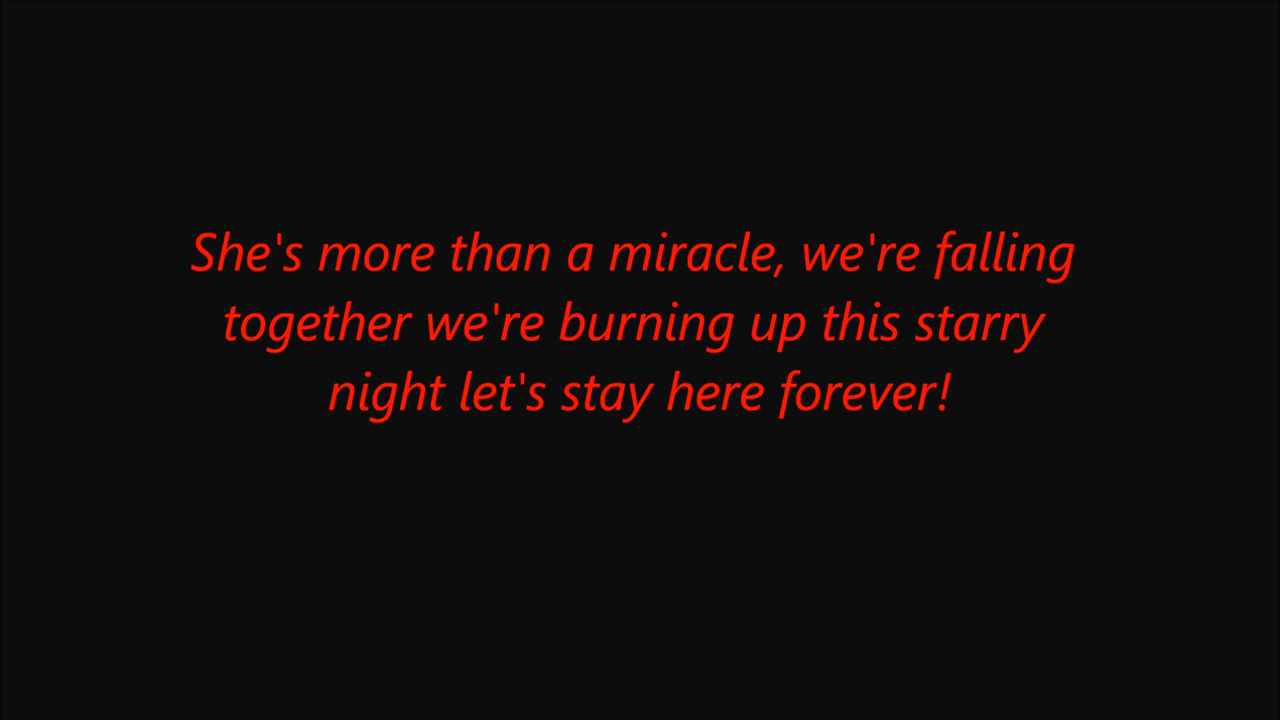 She's more than a miracle, we're falling
together we're burning up this starry
night let's stay here forever!